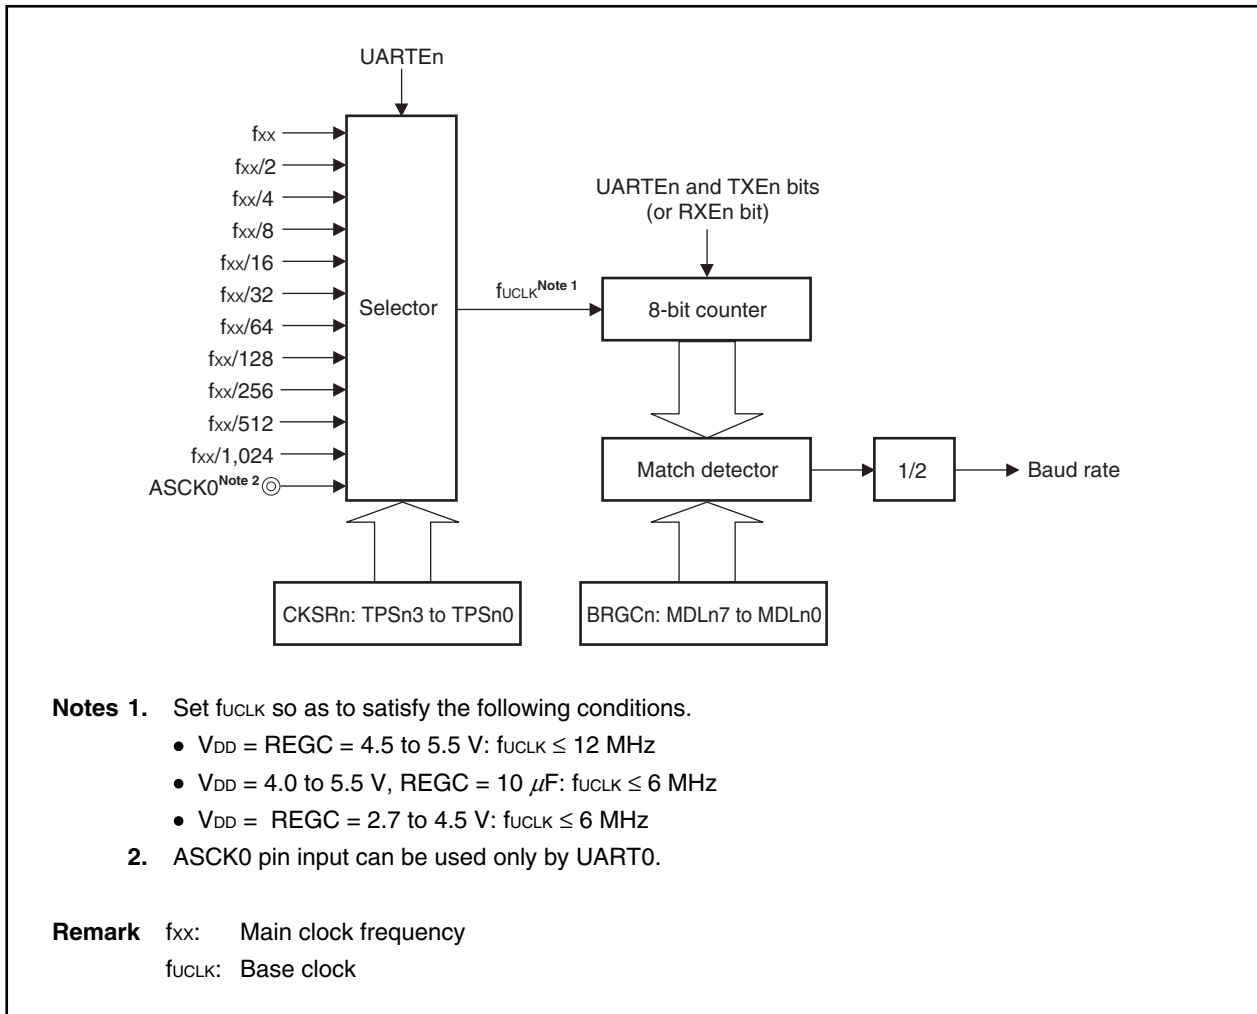 UARTEn
fxx
fxx/2
fxx/4
fxx/8
fxx/16
fxx/32
fxx/64
fxx/128
fxx/256
fxx/512
fxx/1,024
ASCK0Note 2
Selector
fUCLKNote 1
UARTEn and TXEn bits
(or RXEn bit)
8-bit counter
Match detector
1/2
Baud rate
CKSRn: TPSn3 to TPSn0
BRGCn: MDLn7 to MDLn0
Notes 1. Set fUCLK so as to satisfy the following conditions.
• VDD = REGC = 4.5 to 5.5 V: fUCLK ≤ 12 MHz
• VDD = 4.0 to 5.5 V, REGC = 10 μF: fUCLK ≤ 6 MHz
• VDD = REGC = 2.7 to 4.5 V: fUCLK ≤ 6 MHz
2. ASCK0 pin input can be used only by UART0.
Remark fxx: Main clock frequency
fUCLK: Base clock